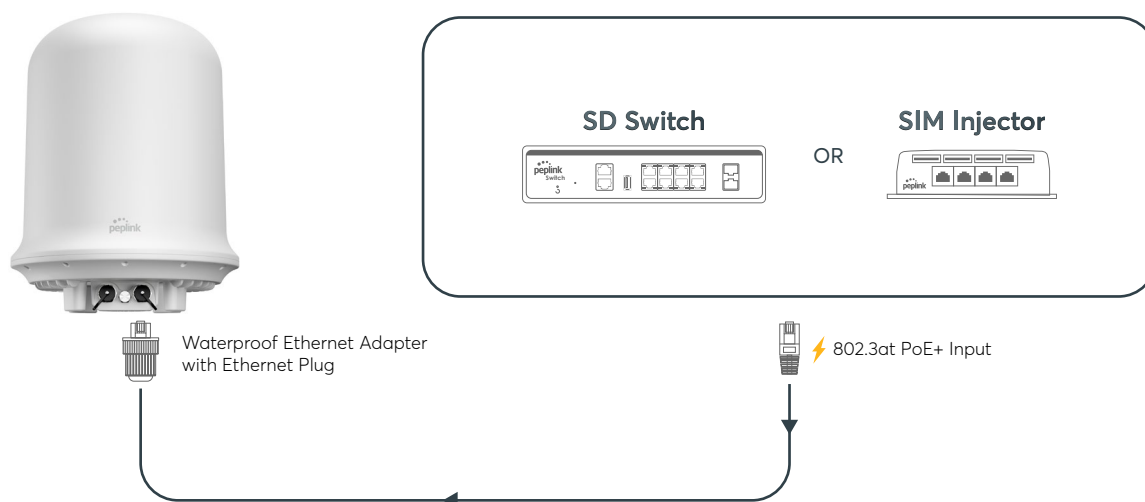 SD Switch
SIM Injector
peplink
Switch
OR
peplink
peplink
Waterproof Ethernet Adapter
with Ethernet Plug
802.3at PoE+ Input